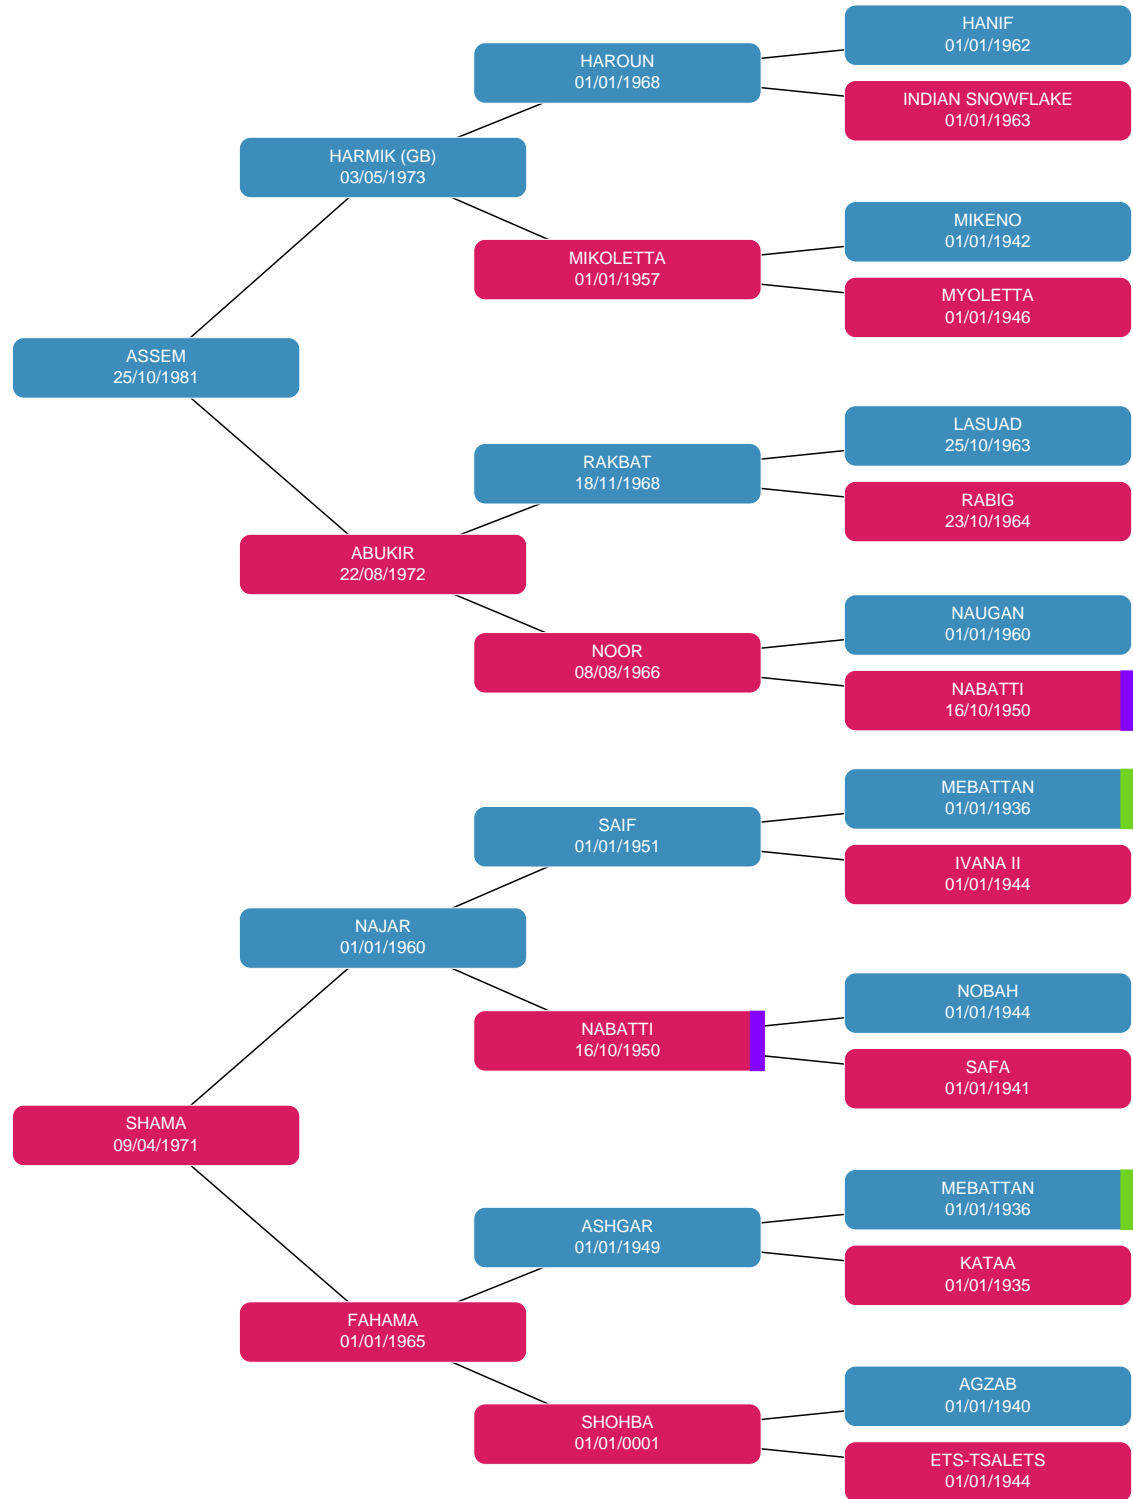 HANIF
01/01/1962
HAROUN
01/01/1968
INDIAN SNOWFLAKE
01/01/1963
HARMIK (GB)
03/05/1973
MIKENO
01/01/1942
MIKOLETTA
01/01/1957
MYOLETTA
01/01/1946
ASSEM
25/10/1981
LASUAD
25/10/1963
RAKBAT
18/11/1968
RABIG
23/10/1964
ABUKIR
22/08/1972
NAUGAN
01/01/1960
NOOR
08/08/1966
NABATTI
16/10/1950
MEBATTAN
01/01/1936
SAIF
01/01/1951
IVANA II
01/01/1944
NAJAR
01/01/1960
NOBAH
01/01/1944
NABATTI
16/10/1950
SAFA
01/01/1941
SHAMA
09/04/1971
MEBATTAN
01/01/1936
ASHGAR
01/01/1949
KATAA
01/01/1935
FAHAMA
01/01/1965
AGZAB
01/01/1940
SHOHBA
01/01/0001
ETS-TSALETS
01/01/1944